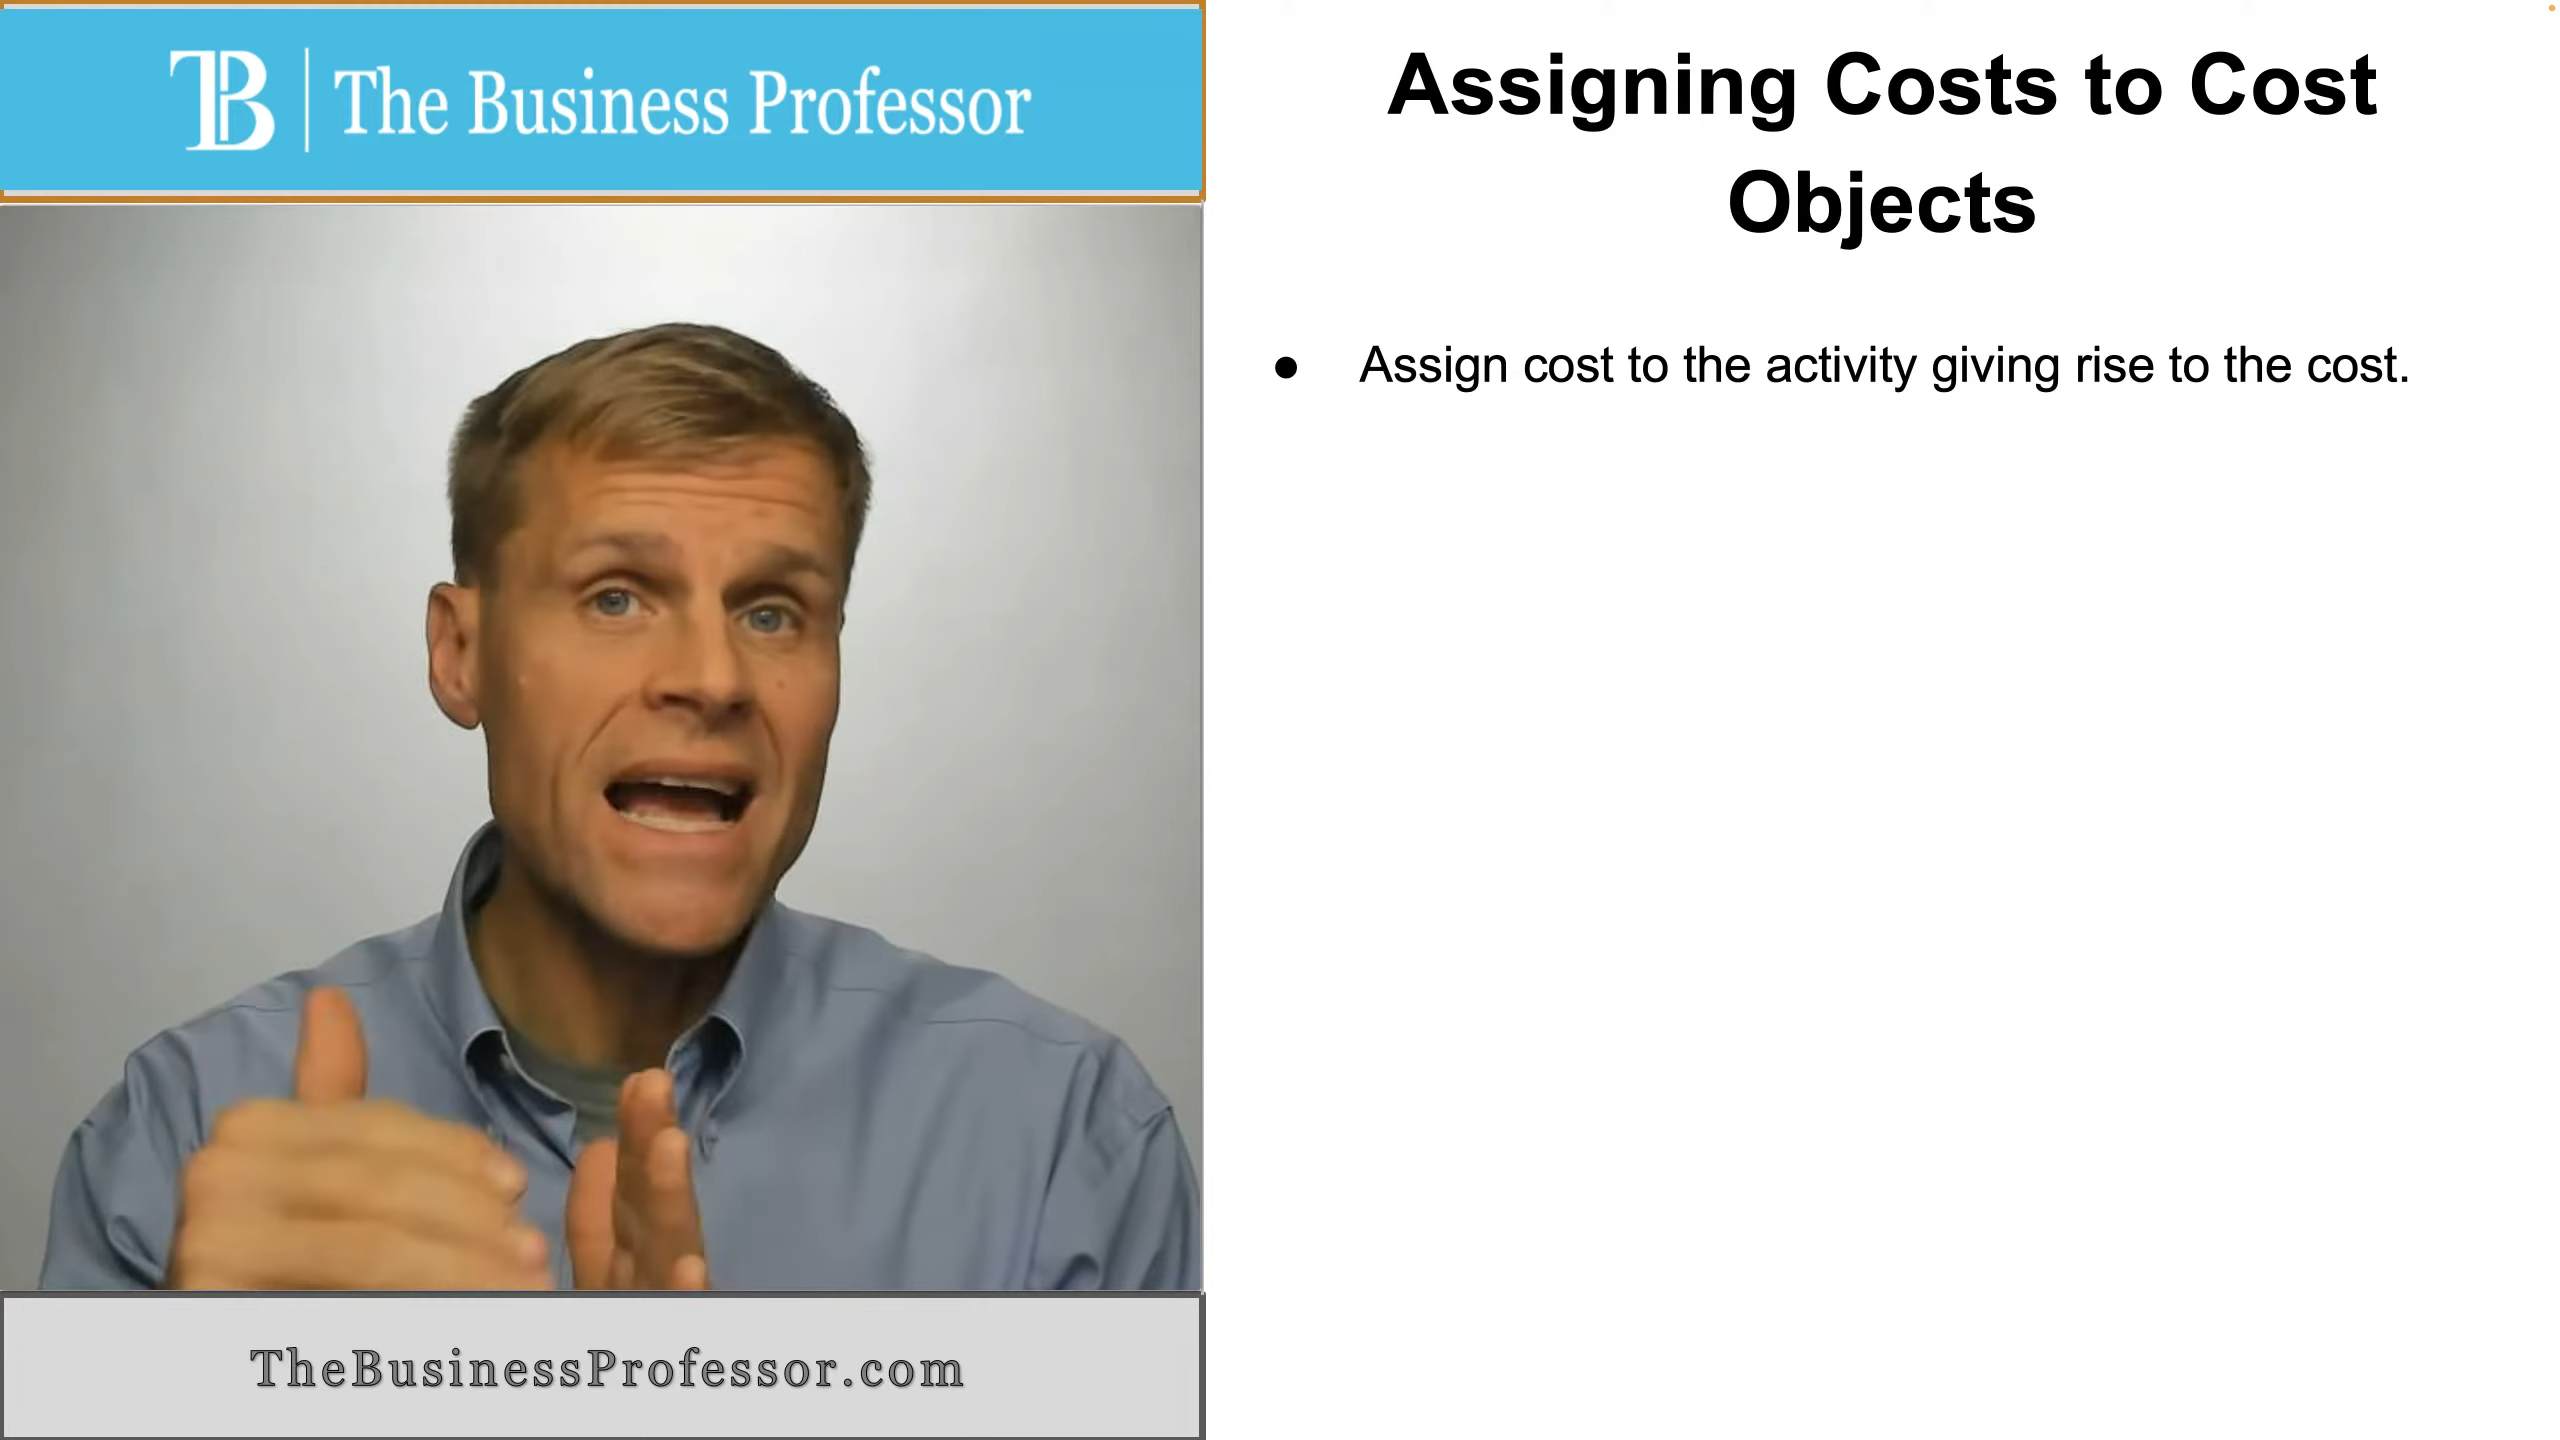 TB The Business Professor
Assigning Costs to Cost
Objects
● Assign cost to the activity giving rise to the cost.
TheBusinessProfessor.com